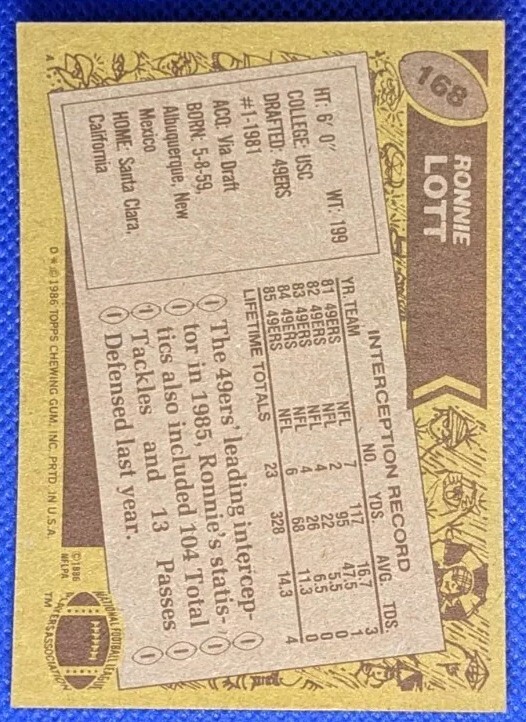 168
RONNIE
LOTT
HT: 6' 0" WT: 199
COLLEGE: USC
DRAFTED: 49ERS
#1-1981
ACQ: Via Draft
BORN: 5-8-59,
Albuquerque, New
Mexico
HOME: Santa Clara,
California
INTERCEPTION RECORD
YR. TEAM NO. YDS. AVG. TDS.
81 49ERS NFL 7 117 16.7 3
82 49ERS NFL 2 95 47.5 1
83 49ERS NFL 4 22 5.5 0
84 49ERS NFL 4 26 6.5 0
85 49ERS NFL 6 68 11.3 0
LIFETIME TOTALS 23 328 14.3 4
The 49ers' leading intercep-
tor in 1985, Ronnie's statis-
tics also included 104 Total
Tackles and 13 Passes
Defensed last year.
D * © 1986 TOPPS CHEWING GUM, INC. PRTD. IN U.S.A.
©1986
NFLPA
NATIONAL FOOTBALL LEAGUE
PLAYERS ASSOCIATION
TM